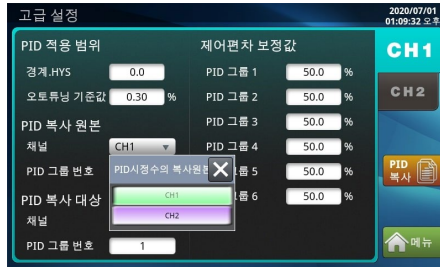 고급 설정
2020/07/01
01:09:32 오후
PID 적용 범위
제어편차 보정값
CH1
경계.HYS 0.0
PID 그룹 1 50.0 %
오토튜닝 기준값 0.30 %
PID 그룹 2 50.0 %
CH2
PID 복사 원본
PID 그룹 3 50.0 %
채널 CH1
PID 그룹 4 50.0 %
PID 그룹 번호
PID시정수의 복사원본
그룹 5 50.0 %
PID 복사
CH1
PID 복사 대상
그룹 6 50.0 %
CH2
채널
PID 그룹 번호 1
메뉴